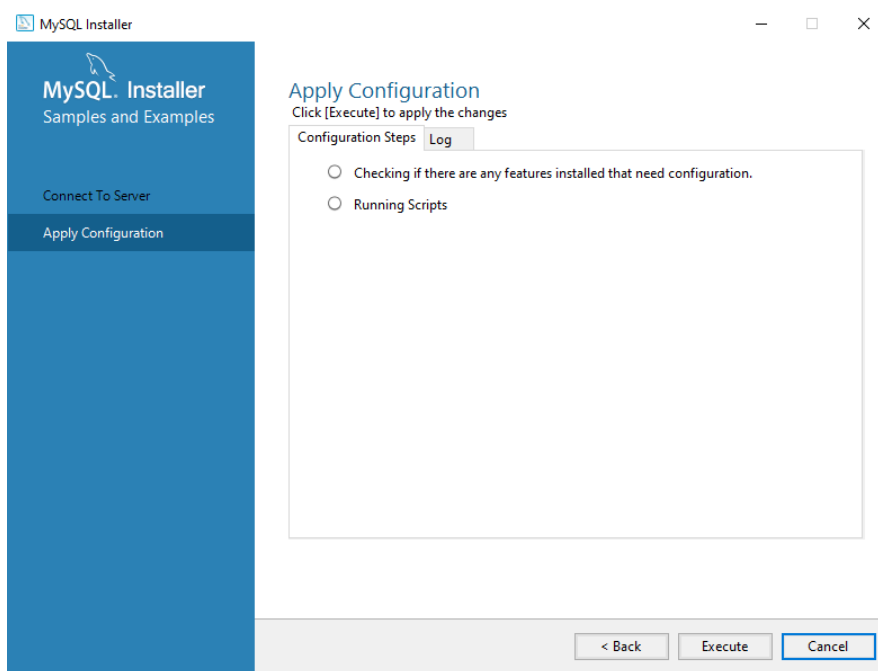 MySQL Installer
MySQL. Installer
Samples and Examples
Connect To Server
Apply Configuration
Apply Configuration
Click [Execute] to apply the changes
Configuration Steps Log
Checking if there are any features installed that need configuration.
Running Scripts
< Back Execute Cancel